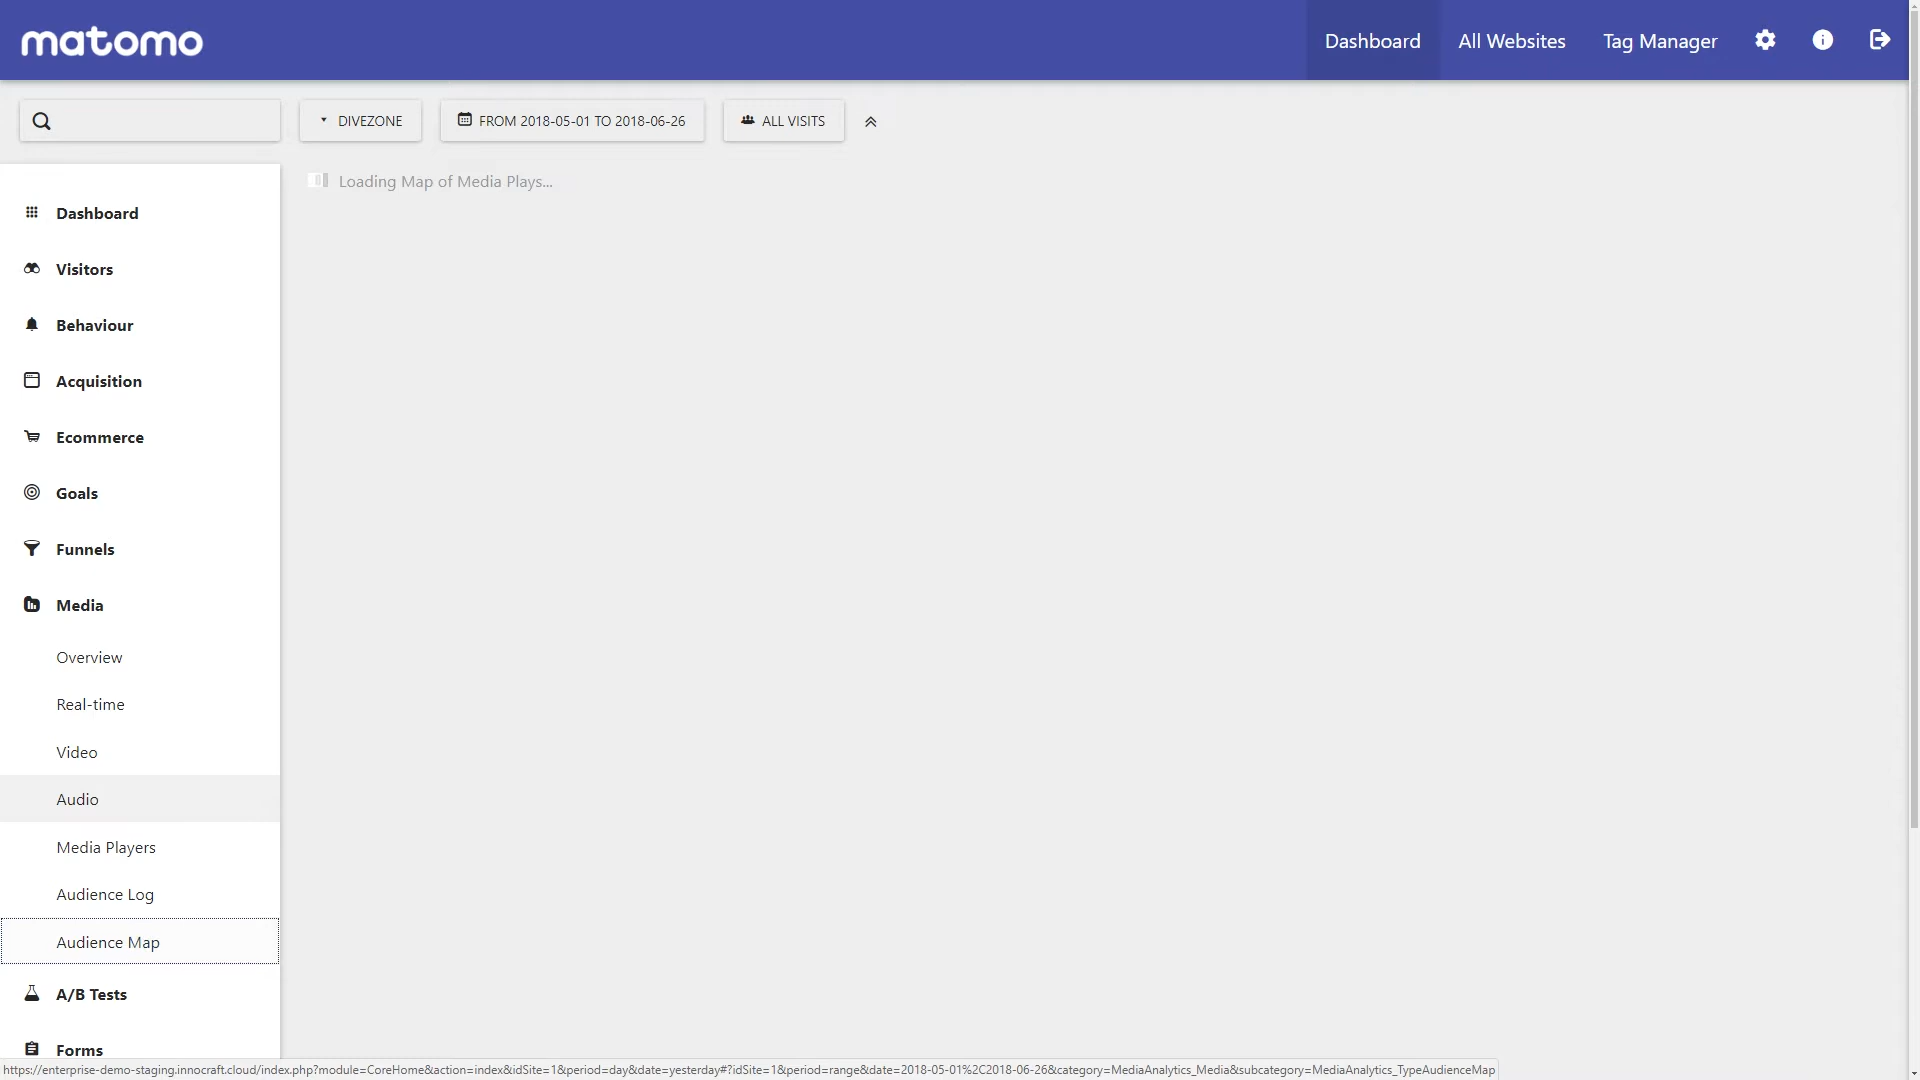 matomo
Dashboard
All Websites
Tag Manager
DIVEZONE
FROM 2018-05-01 TO 2018-06-26
ALL VISITS
Loading Map of Media Plays...
Dashboard
Visitors
Behaviour
Acquisition
Ecommerce
Goals
Funnels
Media
Overview
Real-time
Video
Audio
Media Players
Audience Log
Audience Map
A/B Tests
Forms
https://enterprise-demo-staging.innocraft.cloud/index.php?module=CoreHome&action=index&idSite=1&period=day&date=yesterday#?idSite=1&period=range&date=2018-05-01%2C2018-06-26&category=MediaAnalytics_Media&subcategory=MediaAnalytics_TypeAudienceMap